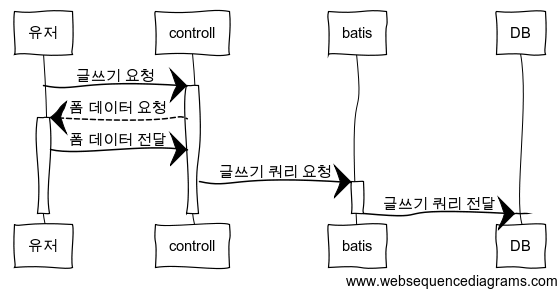 유저 controll batis DB
글쓰기 요청
폼 데이터 요청
폼 데이터 전달
글쓰기 쿼리 요청
글쓰기 쿼리 전달
유저 controll batis DB
www.websequencediagrams.com